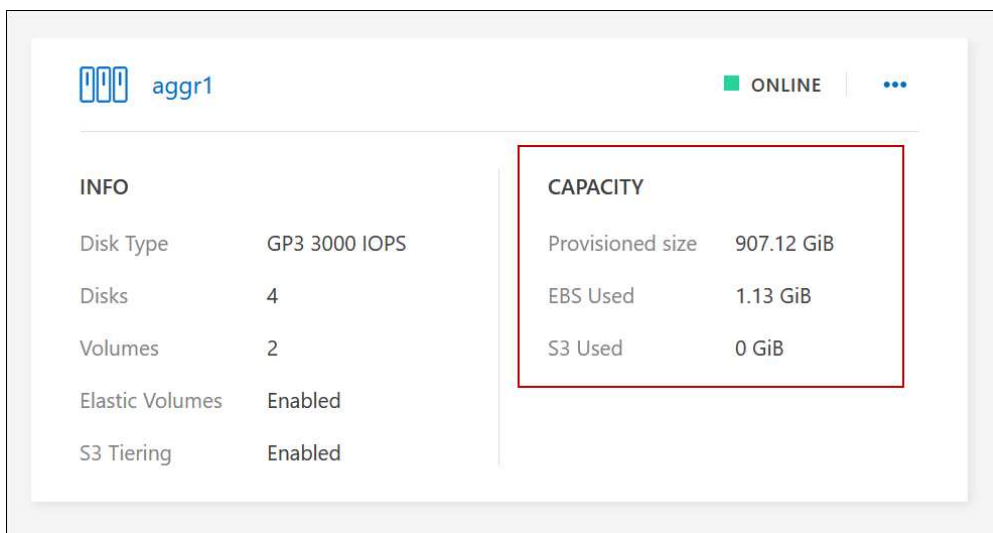 aggr1
ONLINE
INFO
Disk Type GP3 3000 IOPS
Disks 4
Volumes 2
Elastic Volumes Enabled
S3 Tiering Enabled
CAPACITY
Provisioned size 907.12 GiB
EBS Used 1.13 GiB
S3 Used 0 GiB